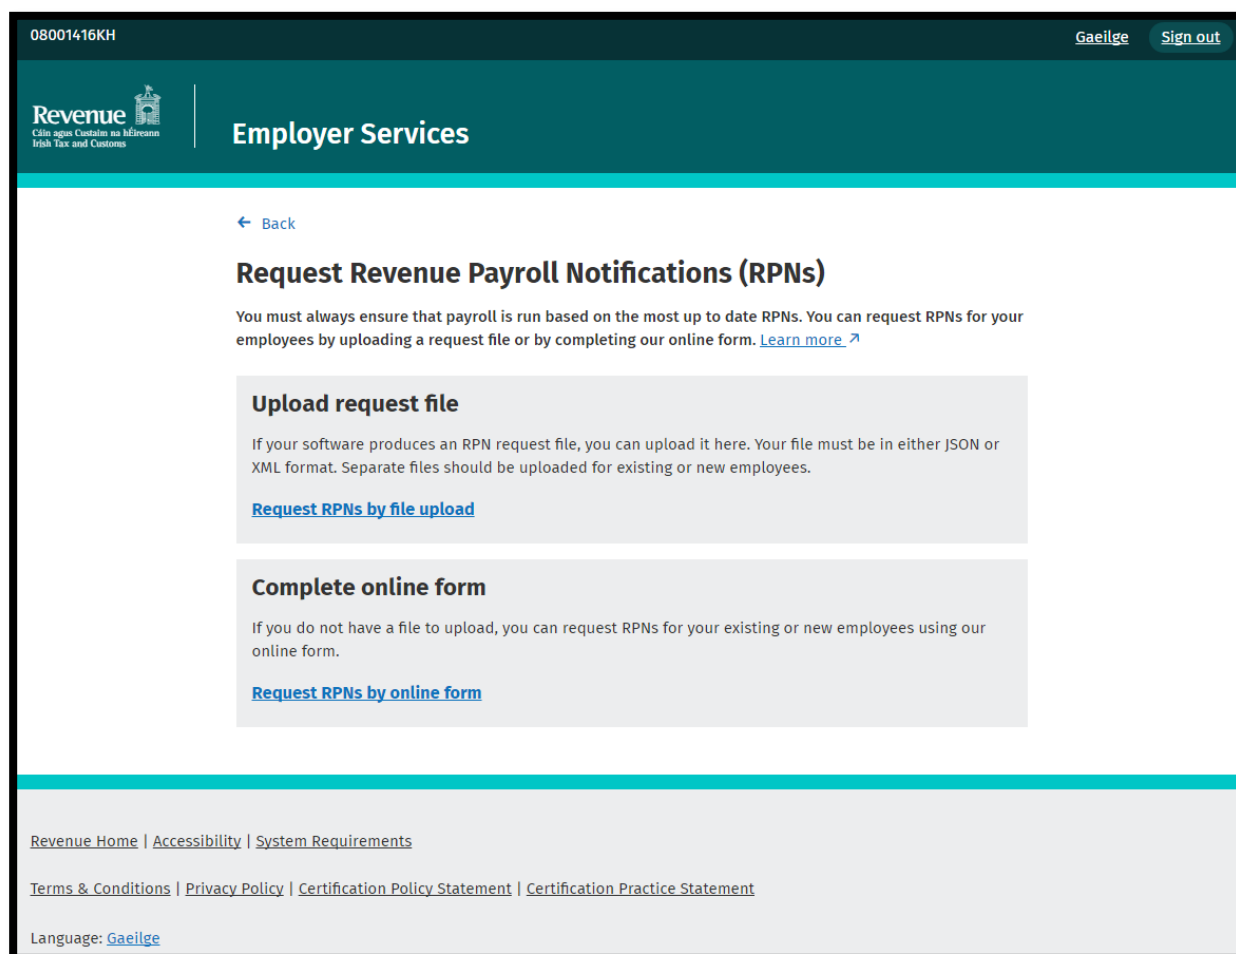 08001416KH
Gaeilge
Sign out
Revenue
Cáin agus Custaim na hÉireann
Irish Tax and Customs
Employer Services
← Back
Request Revenue Payroll Notifications (RPNs)
You must always ensure that payroll is run based on the most up to date RPNs. You can request RPNs for your
employees by uploading a request file or by completing our online form. Learn more ↗
Upload request file
If your software produces an RPN request file, you can upload it here. Your file must be in either JSON or
XML format. Separate files should be uploaded for existing or new employees.
Request RPNs by file upload
Complete online form
If you do not have a file to upload, you can request RPNs for your existing or new employees using our
online form.
Request RPNs by online form
Revenue Home | Accessibility | System Requirements
Terms & Conditions | Privacy Policy | Certification Policy Statement | Certification Practice Statement
Language: Gaeilge